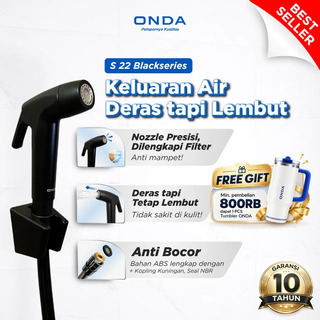 ONDA
Pelopornya Kualitas
BEST
SELLER
S 22 Blackseries
Keluaran Air
Deras tapi Lembut
Nozzle Presisi,
Dilengkapi Filter
Anti mampet!
Deras tapi
Tetap Lembut
Tidak sakit di kulit!
FREE GIFT
Min. pembelian
800RB
dapat 1 PCS
Tumbler ONDA
ONDA
Anti Bocor
Bahan ABS lengkap dengan
+ Kopling Kuningan, Seal NBR
GARANSI
10
TAHUN